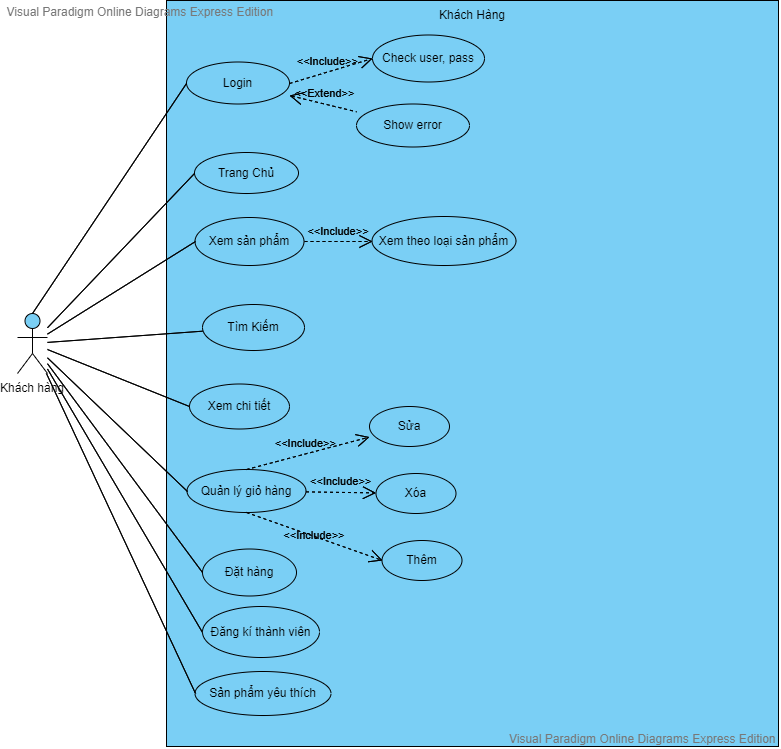 Visual Paradigm Online Diagrams Express Edition
Khách Hàng
<<Include>>
Check user, pass
Login
<<Extend>>
Show error
Trang Chủ
<<Include>>
Xem sản phẩm
Xem theo loại sản phẩm
Tìm Kiếm
Khách hàng
Xem chi tiết
Sửa
<<Include>>
Quản lý giỏ hàng
<<Include>>
Xóa
<<Include>>
Thêm
Đặt hàng
Đăng kí thành viên
Sản phẩm yêu thích
Visual Paradigm Online Diagrams Express Edition